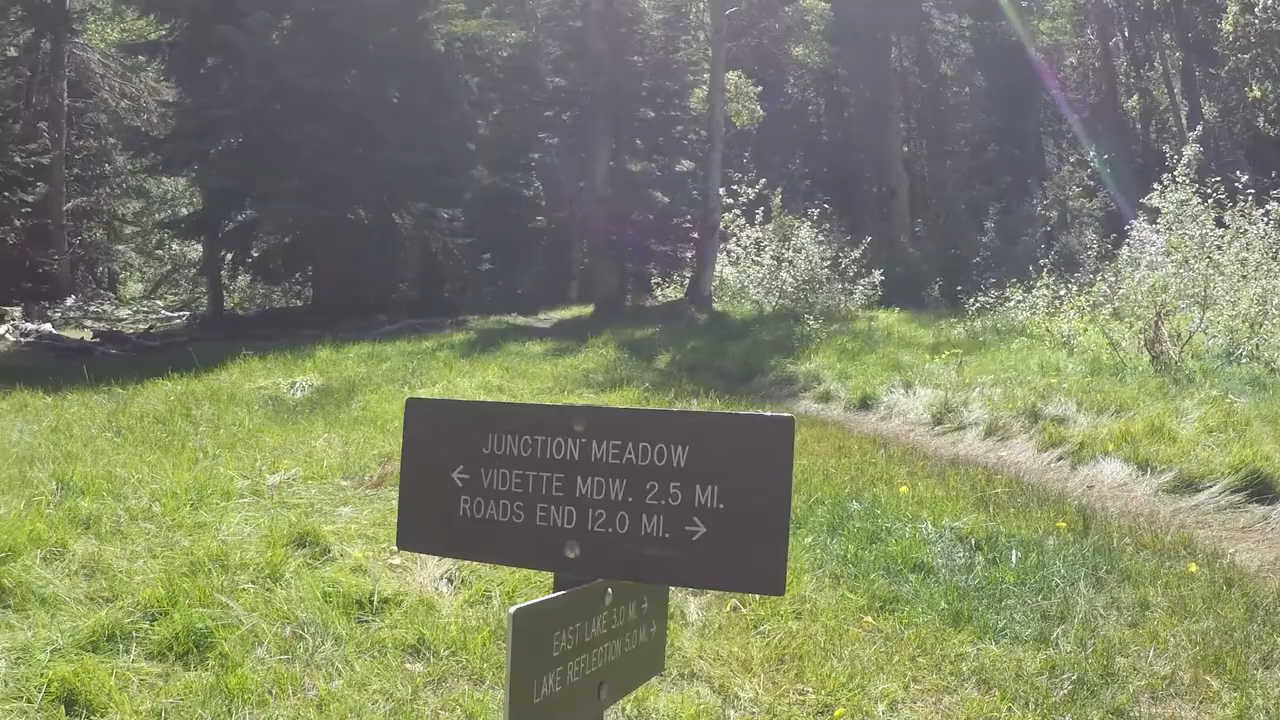 JUNCTION MEADOW
← VIDETTE MDW. 2.5 MI.
ROADS END 12.0 MI. →
EAST LAKE 3.0 MI. →
LAKE REFLECTION 5.0 MI. →